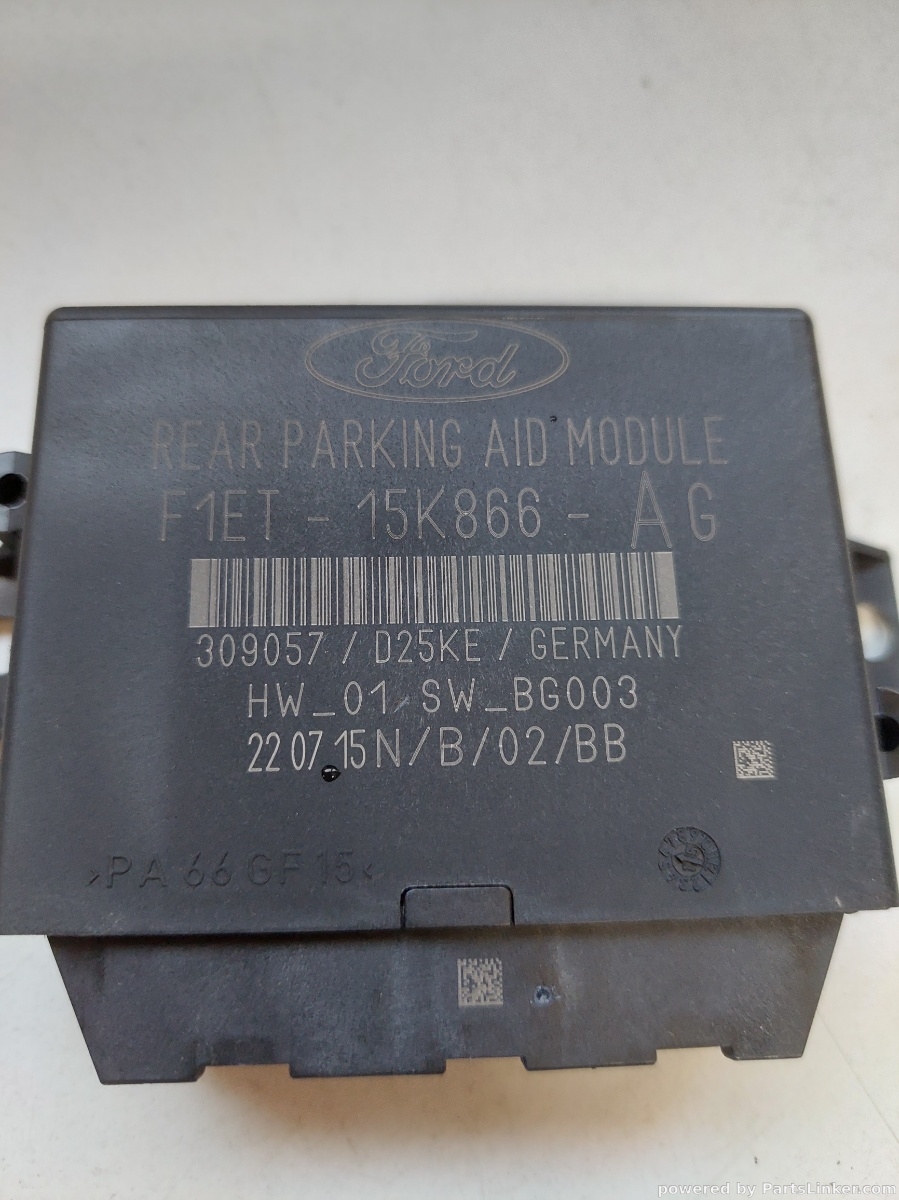 Ford
REAR PARKING AID MODULE
F1ET - 15K866 - AG
309057 / D25KE / GERMANY
HW_01 SW_BG003
22 07 15N/B/02/BB
>PA 66 GF 15<
powered by PartsLinker.com